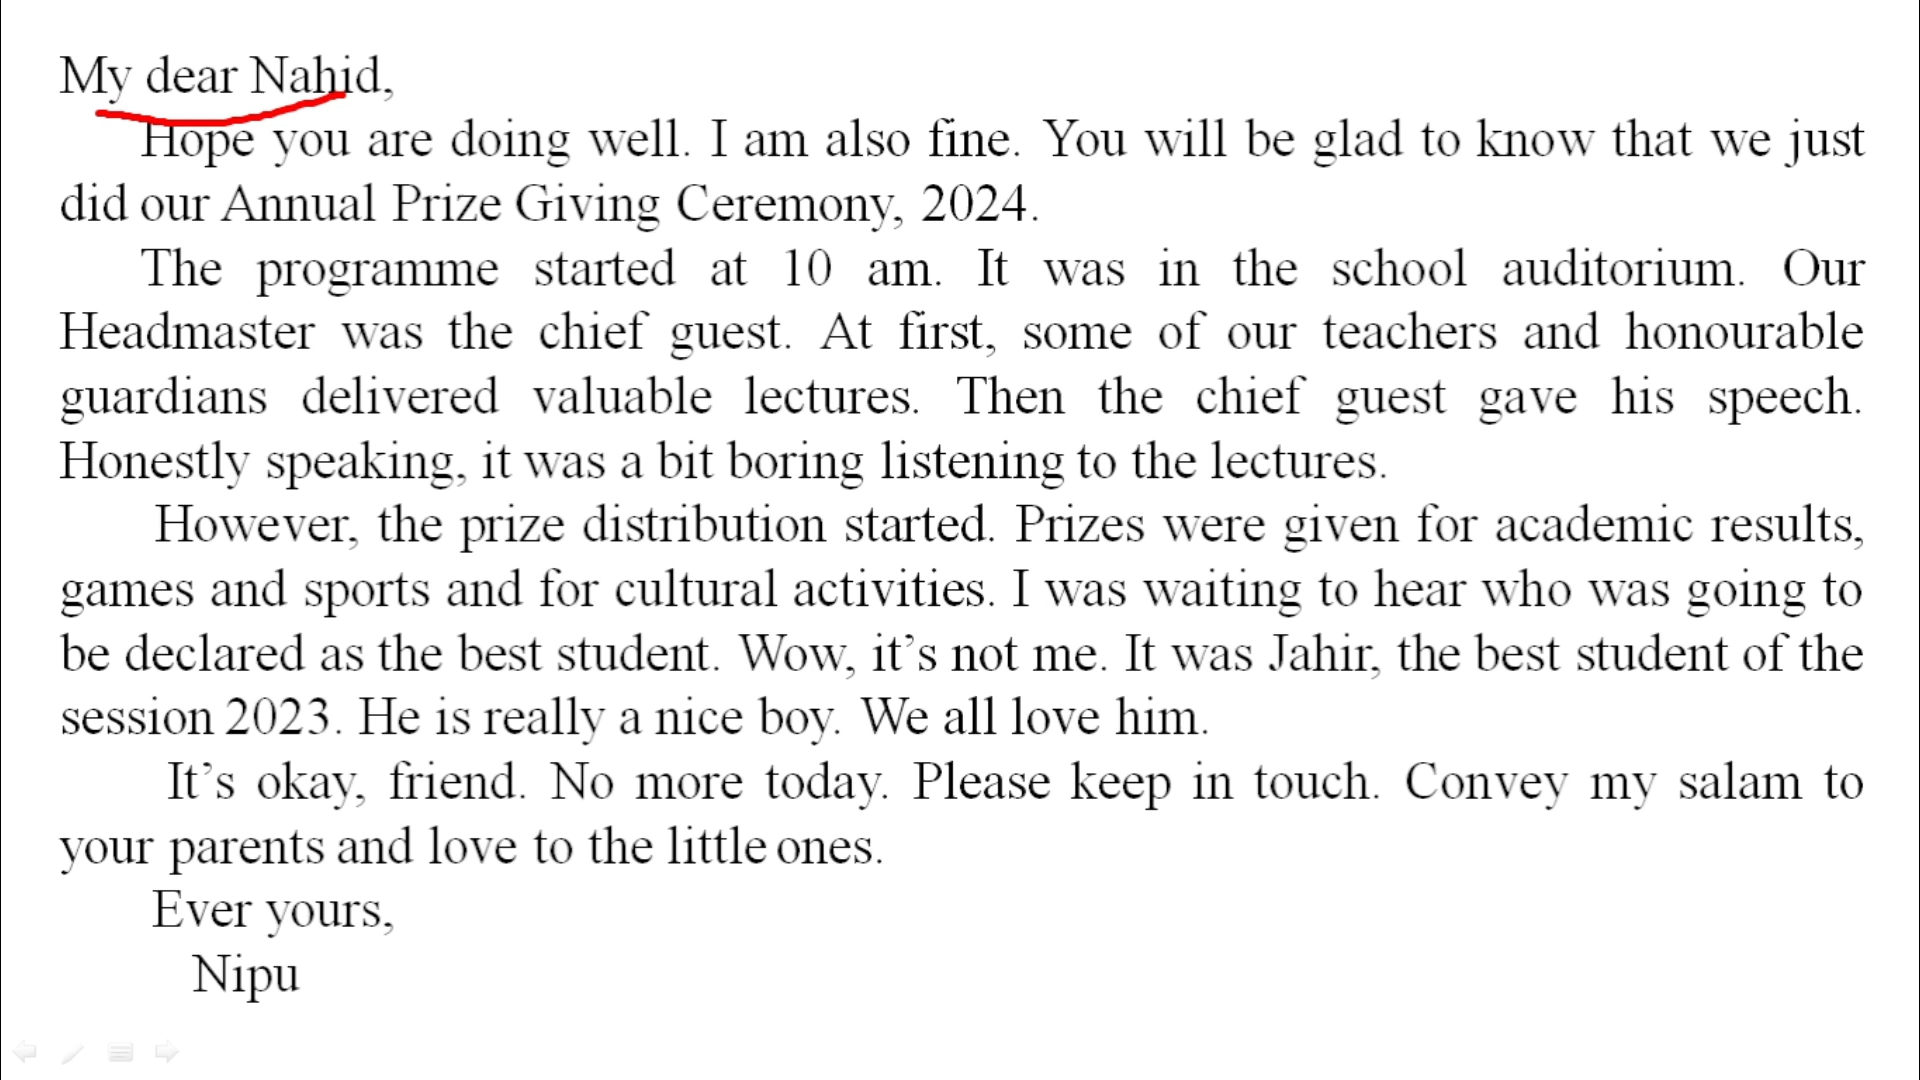 My dear Nahid,
Hope you are doing well. I am also fine. You will be glad to know that we just
did our Annual Prize Giving Ceremony, 2024.
The programme started at 10 am. It was in the school auditorium. Our
Headmaster was the chief guest. At first, some of our teachers and honourable
guardians delivered valuable lectures. Then the chief guest gave his speech.
Honestly speaking, it was a bit boring listening to the lectures.
However, the prize distribution started. Prizes were given for academic results,
games and sports and for cultural activities. I was waiting to hear who was going to
be declared as the best student. Wow, it’s not me. It was Jahir, the best student of the
session 2023. He is really a nice boy. We all love him.
It’s okay, friend. No more today. Please keep in touch. Convey my salam to
your parents and love to the little ones.
Ever yours,
Nipu